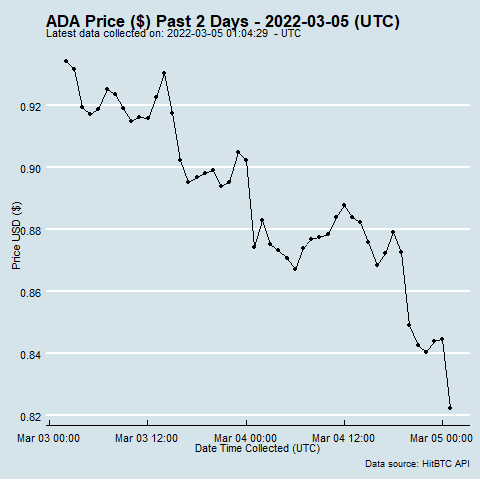 ADA Price ($) Past 2 Days - 2022-03-05 (UTC)
Latest data collected on: 2022-03-05 01:04:29 - UTC
Price USD ($)
0.92
0.90
0.88
0.86
0.84
0.82
Mar 03 00:00 Mar 03 12:00 Mar 04 00:00 Mar 04 12:00 Mar 05 00:00
Date Time Collected (UTC)
Data source: HitBTC API